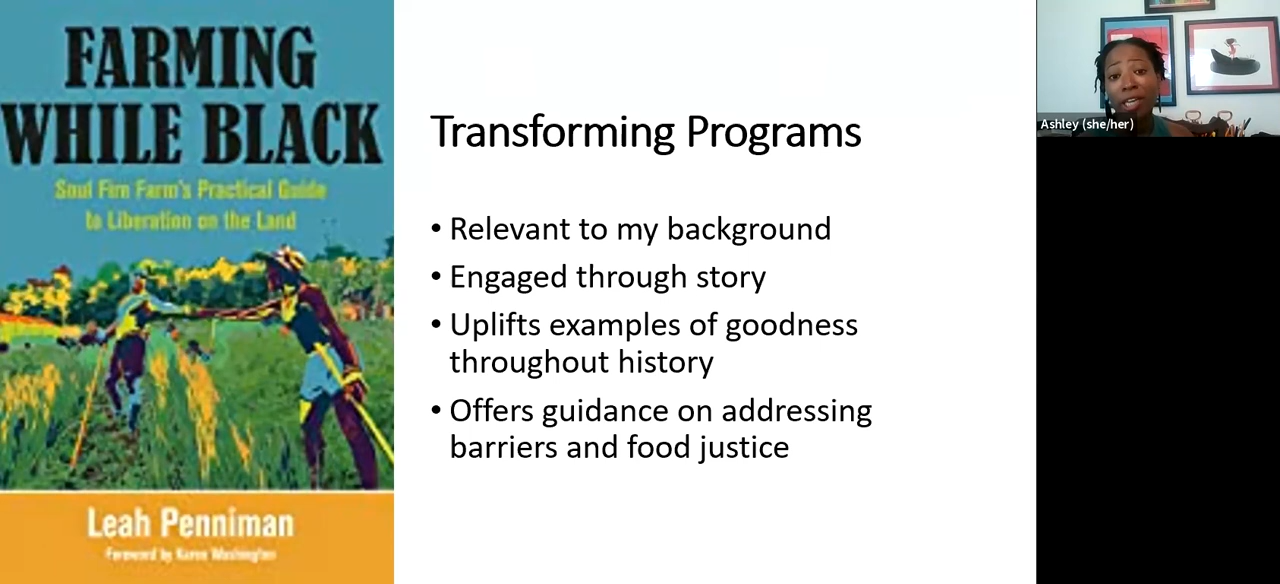 FARMING
WHILE BLACK
Soul Fire Farm's Practical Guide
to Liberation on the Land
Leah Penniman
Foreword by Karen Washington
Transforming Programs
• Relevant to my background
• Engaged through story
• Uplifts examples of goodness
throughout history
• Offers guidance on addressing
barriers and food justice
Ashley (she/her)